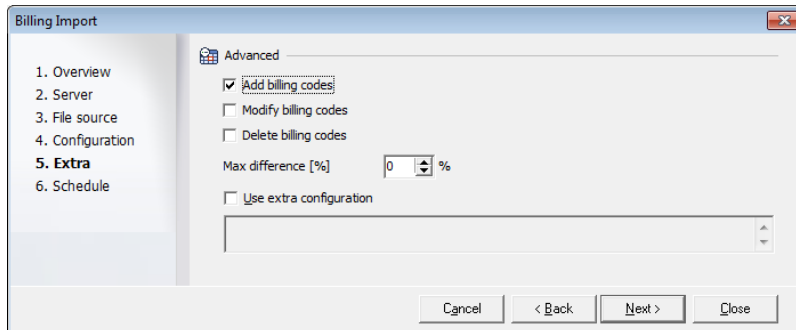 Billing Import
1. Overview
2. Server
3. File source
4. Configuration
5. Extra
6. Schedule
Advanced
Add billing codes
Modify billing codes
Delete billing codes
Max difference [%] 0 %
Use extra configuration
Cancel < Back Next > Close